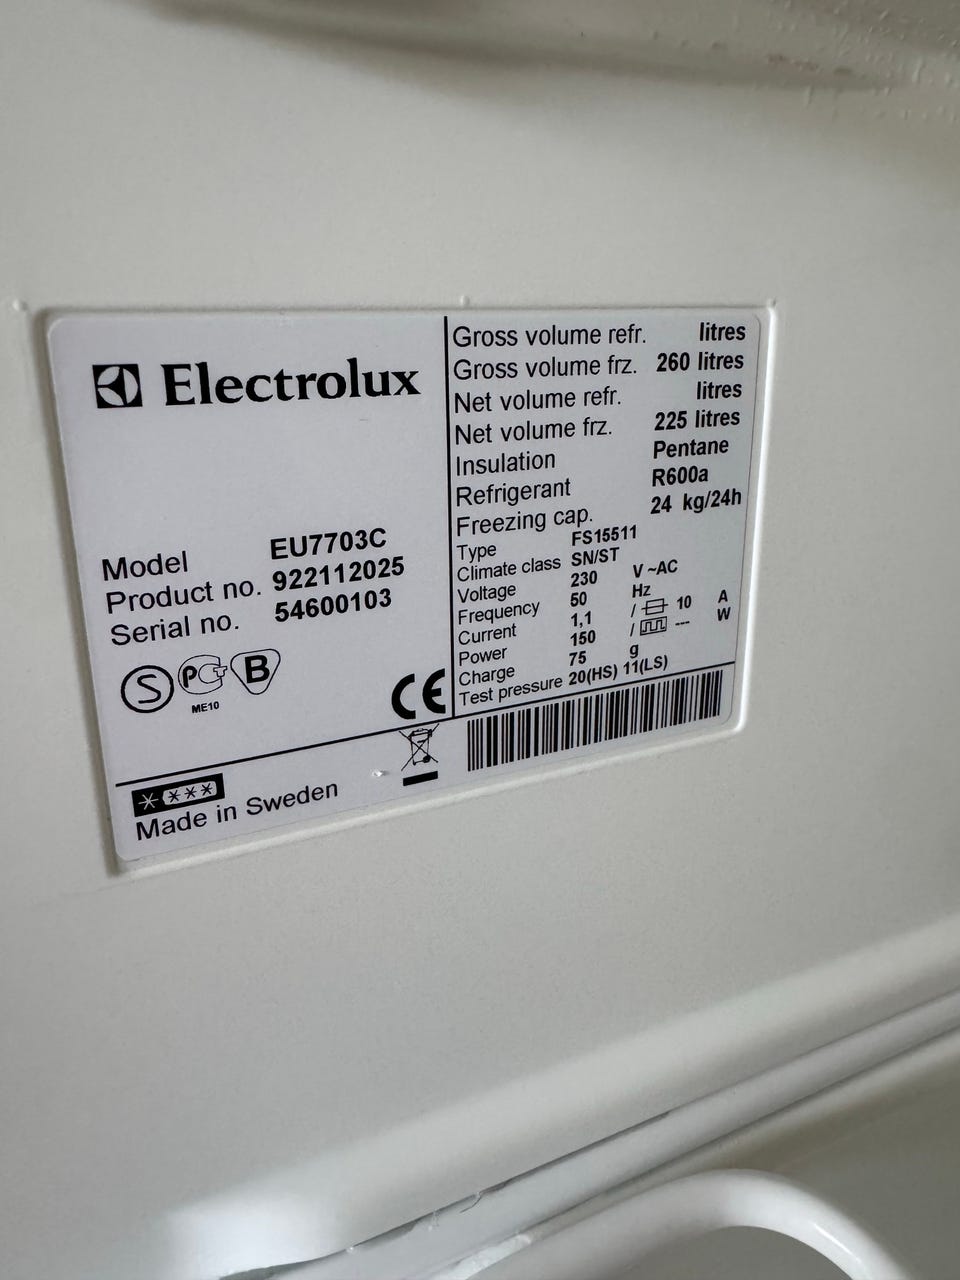 Electrolux
Model EU7703C
Product no. 922112025
Serial no. 54600103
S PCT B
ME10
CE
Made in Sweden
Gross volume refr. litres
Gross volume frz. 260 litres
Net volume refr. litres
Net volume frz. 225 litres
Insulation Pentane
Refrigerant R600a
Freezing cap. 24 kg/24h
Type FS15511
Climate class SN/ST
Voltage 230 V ~AC
Frequency 50 Hz
Current 1,1 / 10 A
Power 150 / --- W
Charge 75 g
Test pressure 20(HS) 11(LS)